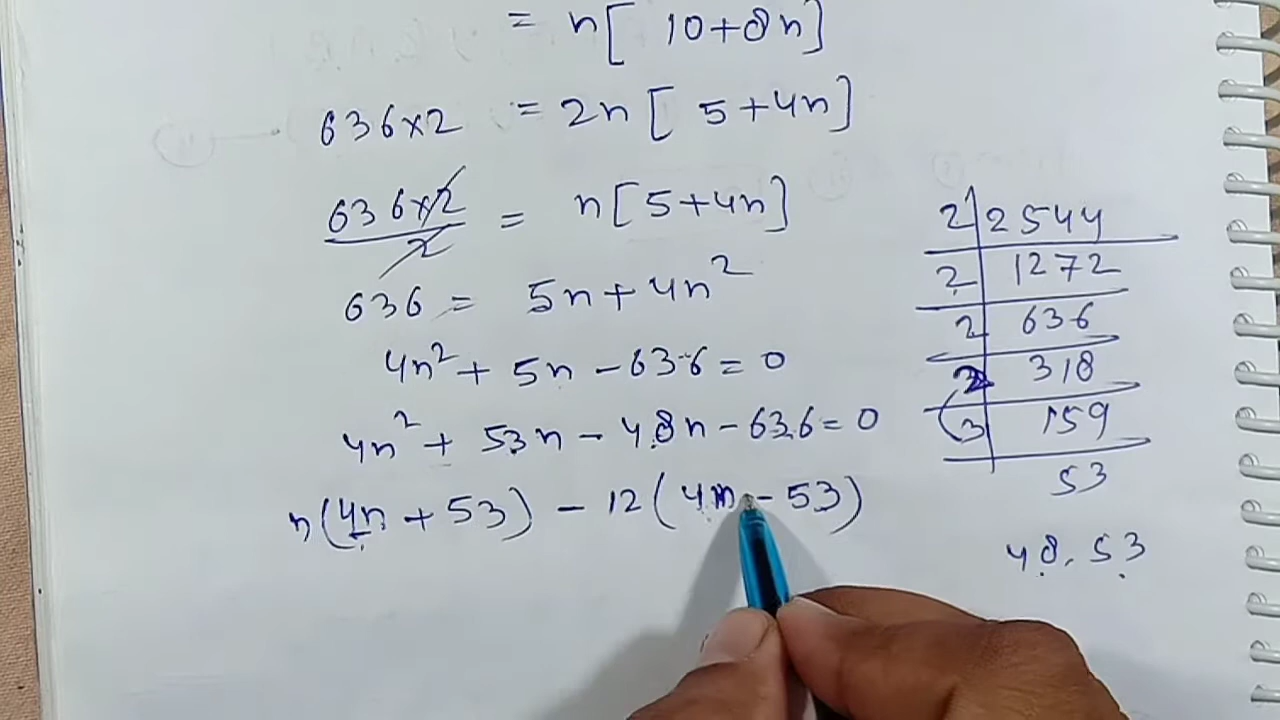 = n[ 10+8n]
636×2 = 2n [ 5+4n]
636×2 / 2 = n[5+4n]
636 = 5n+4n²
4n² + 5n - 636 = 0
4n² + 53n - 48n - 636 = 0
n(4n + 53) - 12(4n - 53)
2 2544
2 1272
2 636
2 318
3 159
53
48, 53